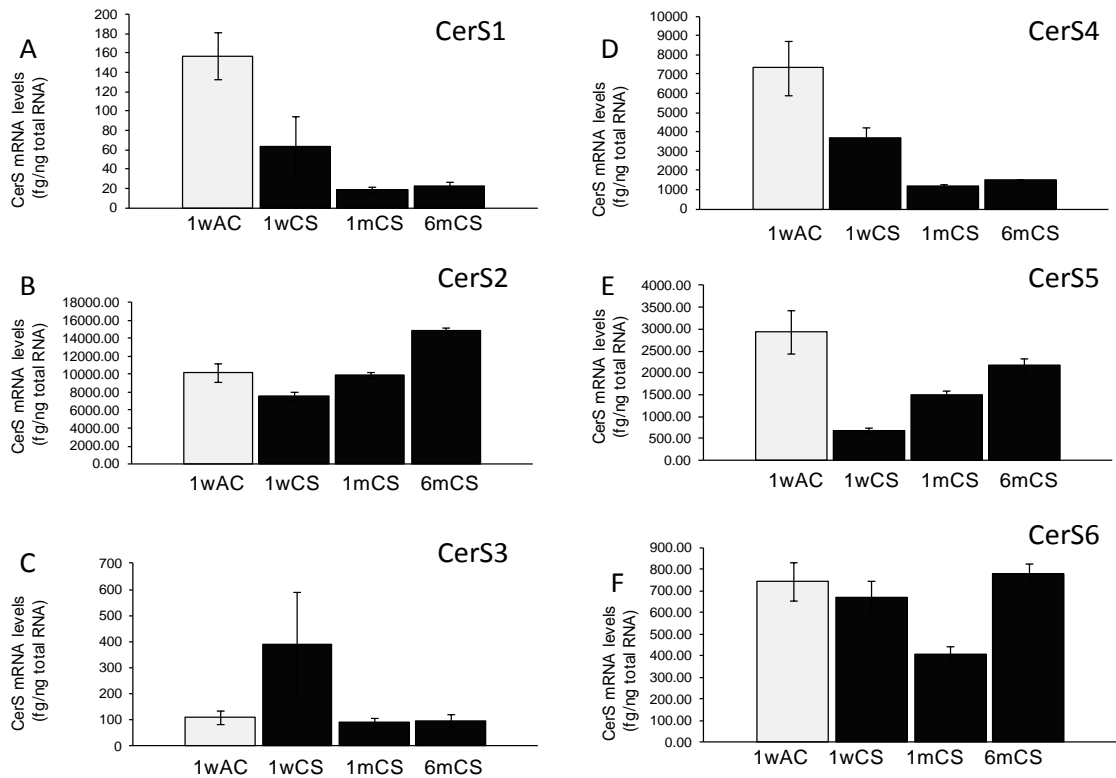 A
CerS1
CerS mRNA levels
(fg/ng total RNA)
180
200
160
140
120
100
80
60
40
20
0
1wAC 1wCS 1mCS 6mCS
B
CerS2
CerS mRNA levels
(fg/ng total RNA)
18000.00
16000.00
14000.00
12000.00
10000.00
8000.00
6000.00
4000.00
2000.00
0.00
1wAC 1wCS 1mCS 6mCS
C
CerS3
CerS mRNA levels
(fg/ng total RNA)
700
600
500
400
300
200
100
0
1wAC 1wCS 1mCS 6mCS
D
CerS4
CerS mRNA levels
(fg/ng total RNA)
10000
9000
8000
7000
6000
5000
4000
3000
2000
1000
0
1wAC 1wCS 1mCS 6mCS
E
CerS5
CerS mRNA levels
(fg/ng total RNA)
4000.00
3500.00
3000.00
2500.00
2000.00
1500.00
1000.00
500.00
0.00
1wAC 1wCS 1mCS 6mCS
F
CerS6
CerS mRNA levels
(fg/ng total RNA)
900.00
800.00
700.00
600.00
500.00
400.00
300.00
200.00
100.00
0.00
1wAC 1wCS 1mCS 6mCS